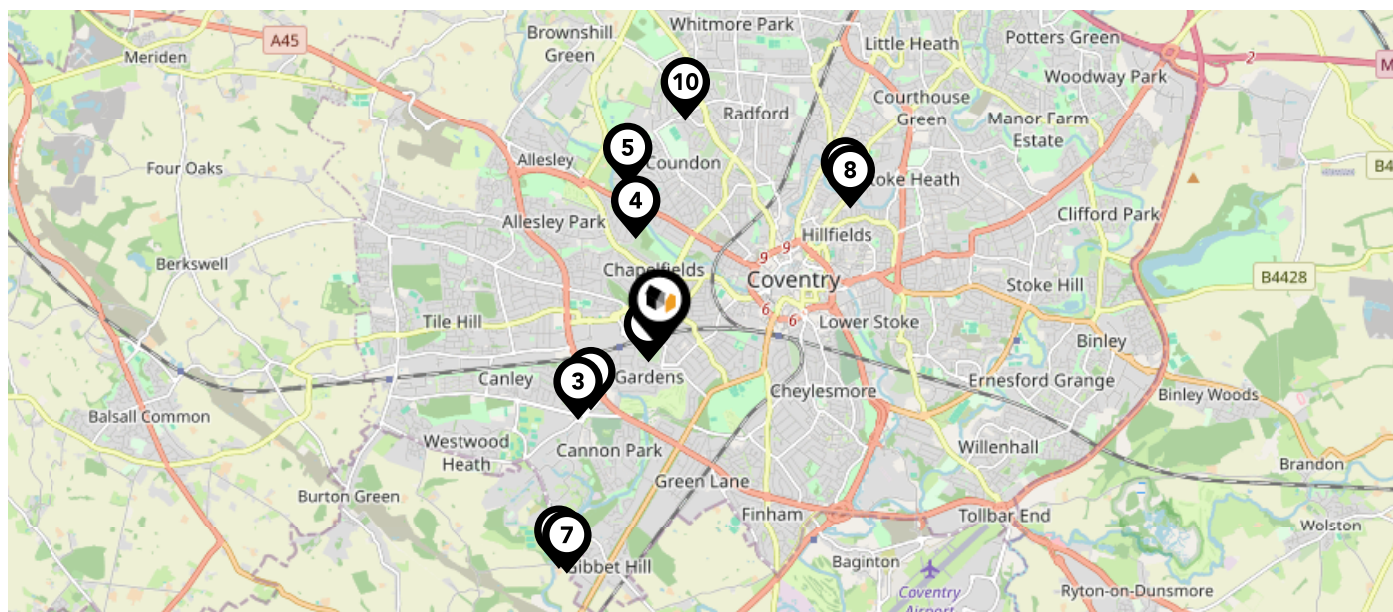 Whitmore Park
Brownshill
Green
A45
Little Heath
Potters Green
Meriden
2
M
Woodway Park
10
Courthouse
Green
Radford
Manor Farm
Estate
5
Allesley
Coundon
8
B4
Four Oaks
Stoke Heath
4
Allesley Park
Clifford Park
Hillfields
9
9
Berkswell
Chapelfields
Coventry
B4428
Stoke Hill
6
6
Tile Hill
Lower Stoke
Binley
3
Canley
Gardens
Cheylesmore
Ernesford Grange
Binley Woods
Balsall Common
Westwood
Heath
Cannon Park
Willenhall
Brandon
Green Lane
Burton Green
Finham
Tollbar End
Wolston
7
Gibbet Hill
Baginton
Coventry
Airport
Ryton-on-Dunsmore